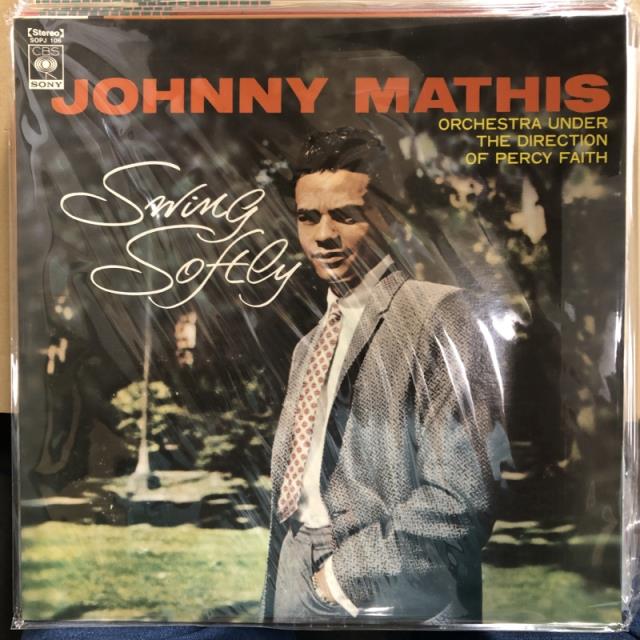 【Stereo】
SOPJ 106
CBS
SONY
JOHNNY MATHIS
ORCHESTRA UNDER
THE DIRECTION
OF PERCY FAITH
Swing
Softly